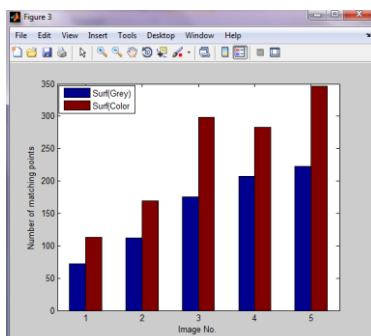 Figure 3
File Edit View Insert Tools Desktop Window Help
350
300
250
200
150
100
50
0
Number of matching points
Surf(Grey)
Surf(Color
1 2 3 4 5
Image No.